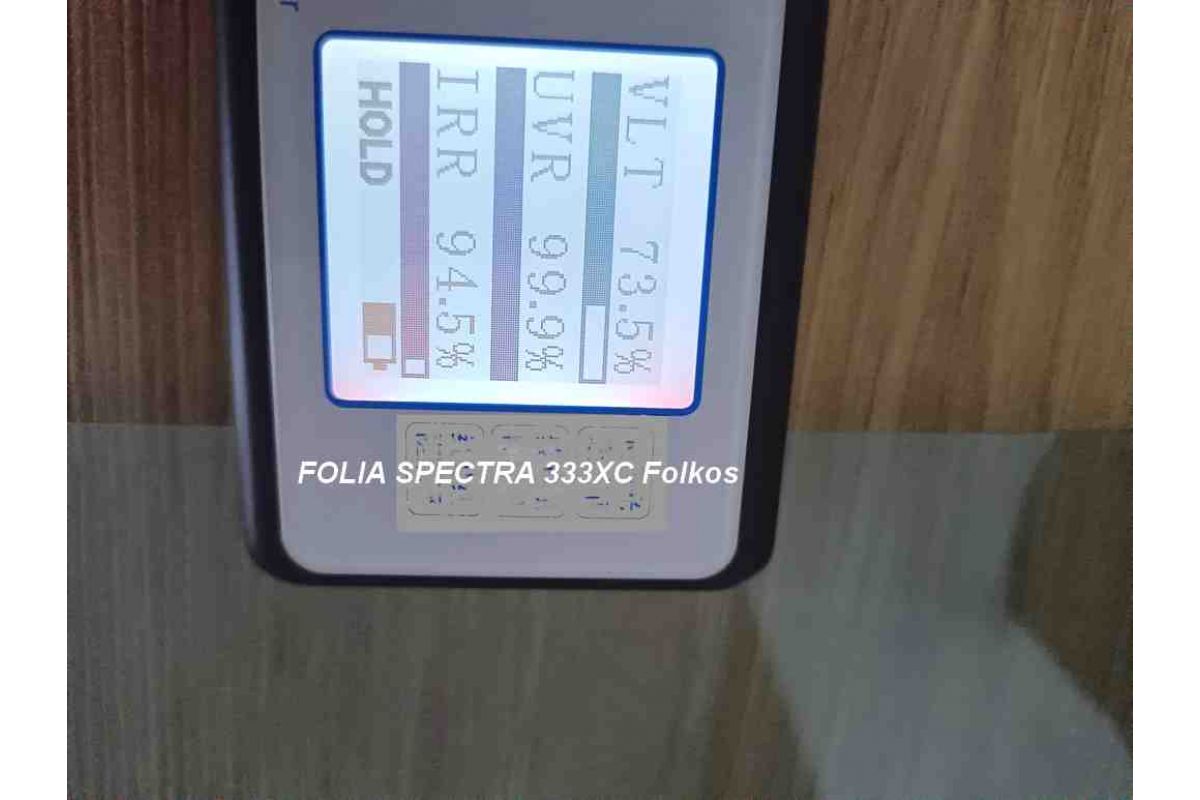 VLT 73.5%
UVR 99.9%
IRR 94.5%
HOLD
FOLIA SPECTRA 333XC Folkos